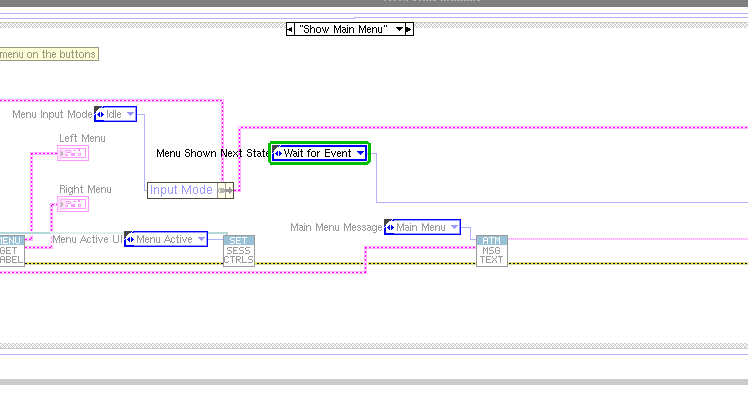 "Show Main Menu"
menu on the buttons
Menu Input Mode Idle
Left Menu
Menu Shown Next State Wait for Event
Right Menu
Input Mode
Main Menu Message Main Menu
Menu Active UI Menu Active
MENU
GET
ABEL
SET
SESS
CTRLS
ATM
MSG
TEXT